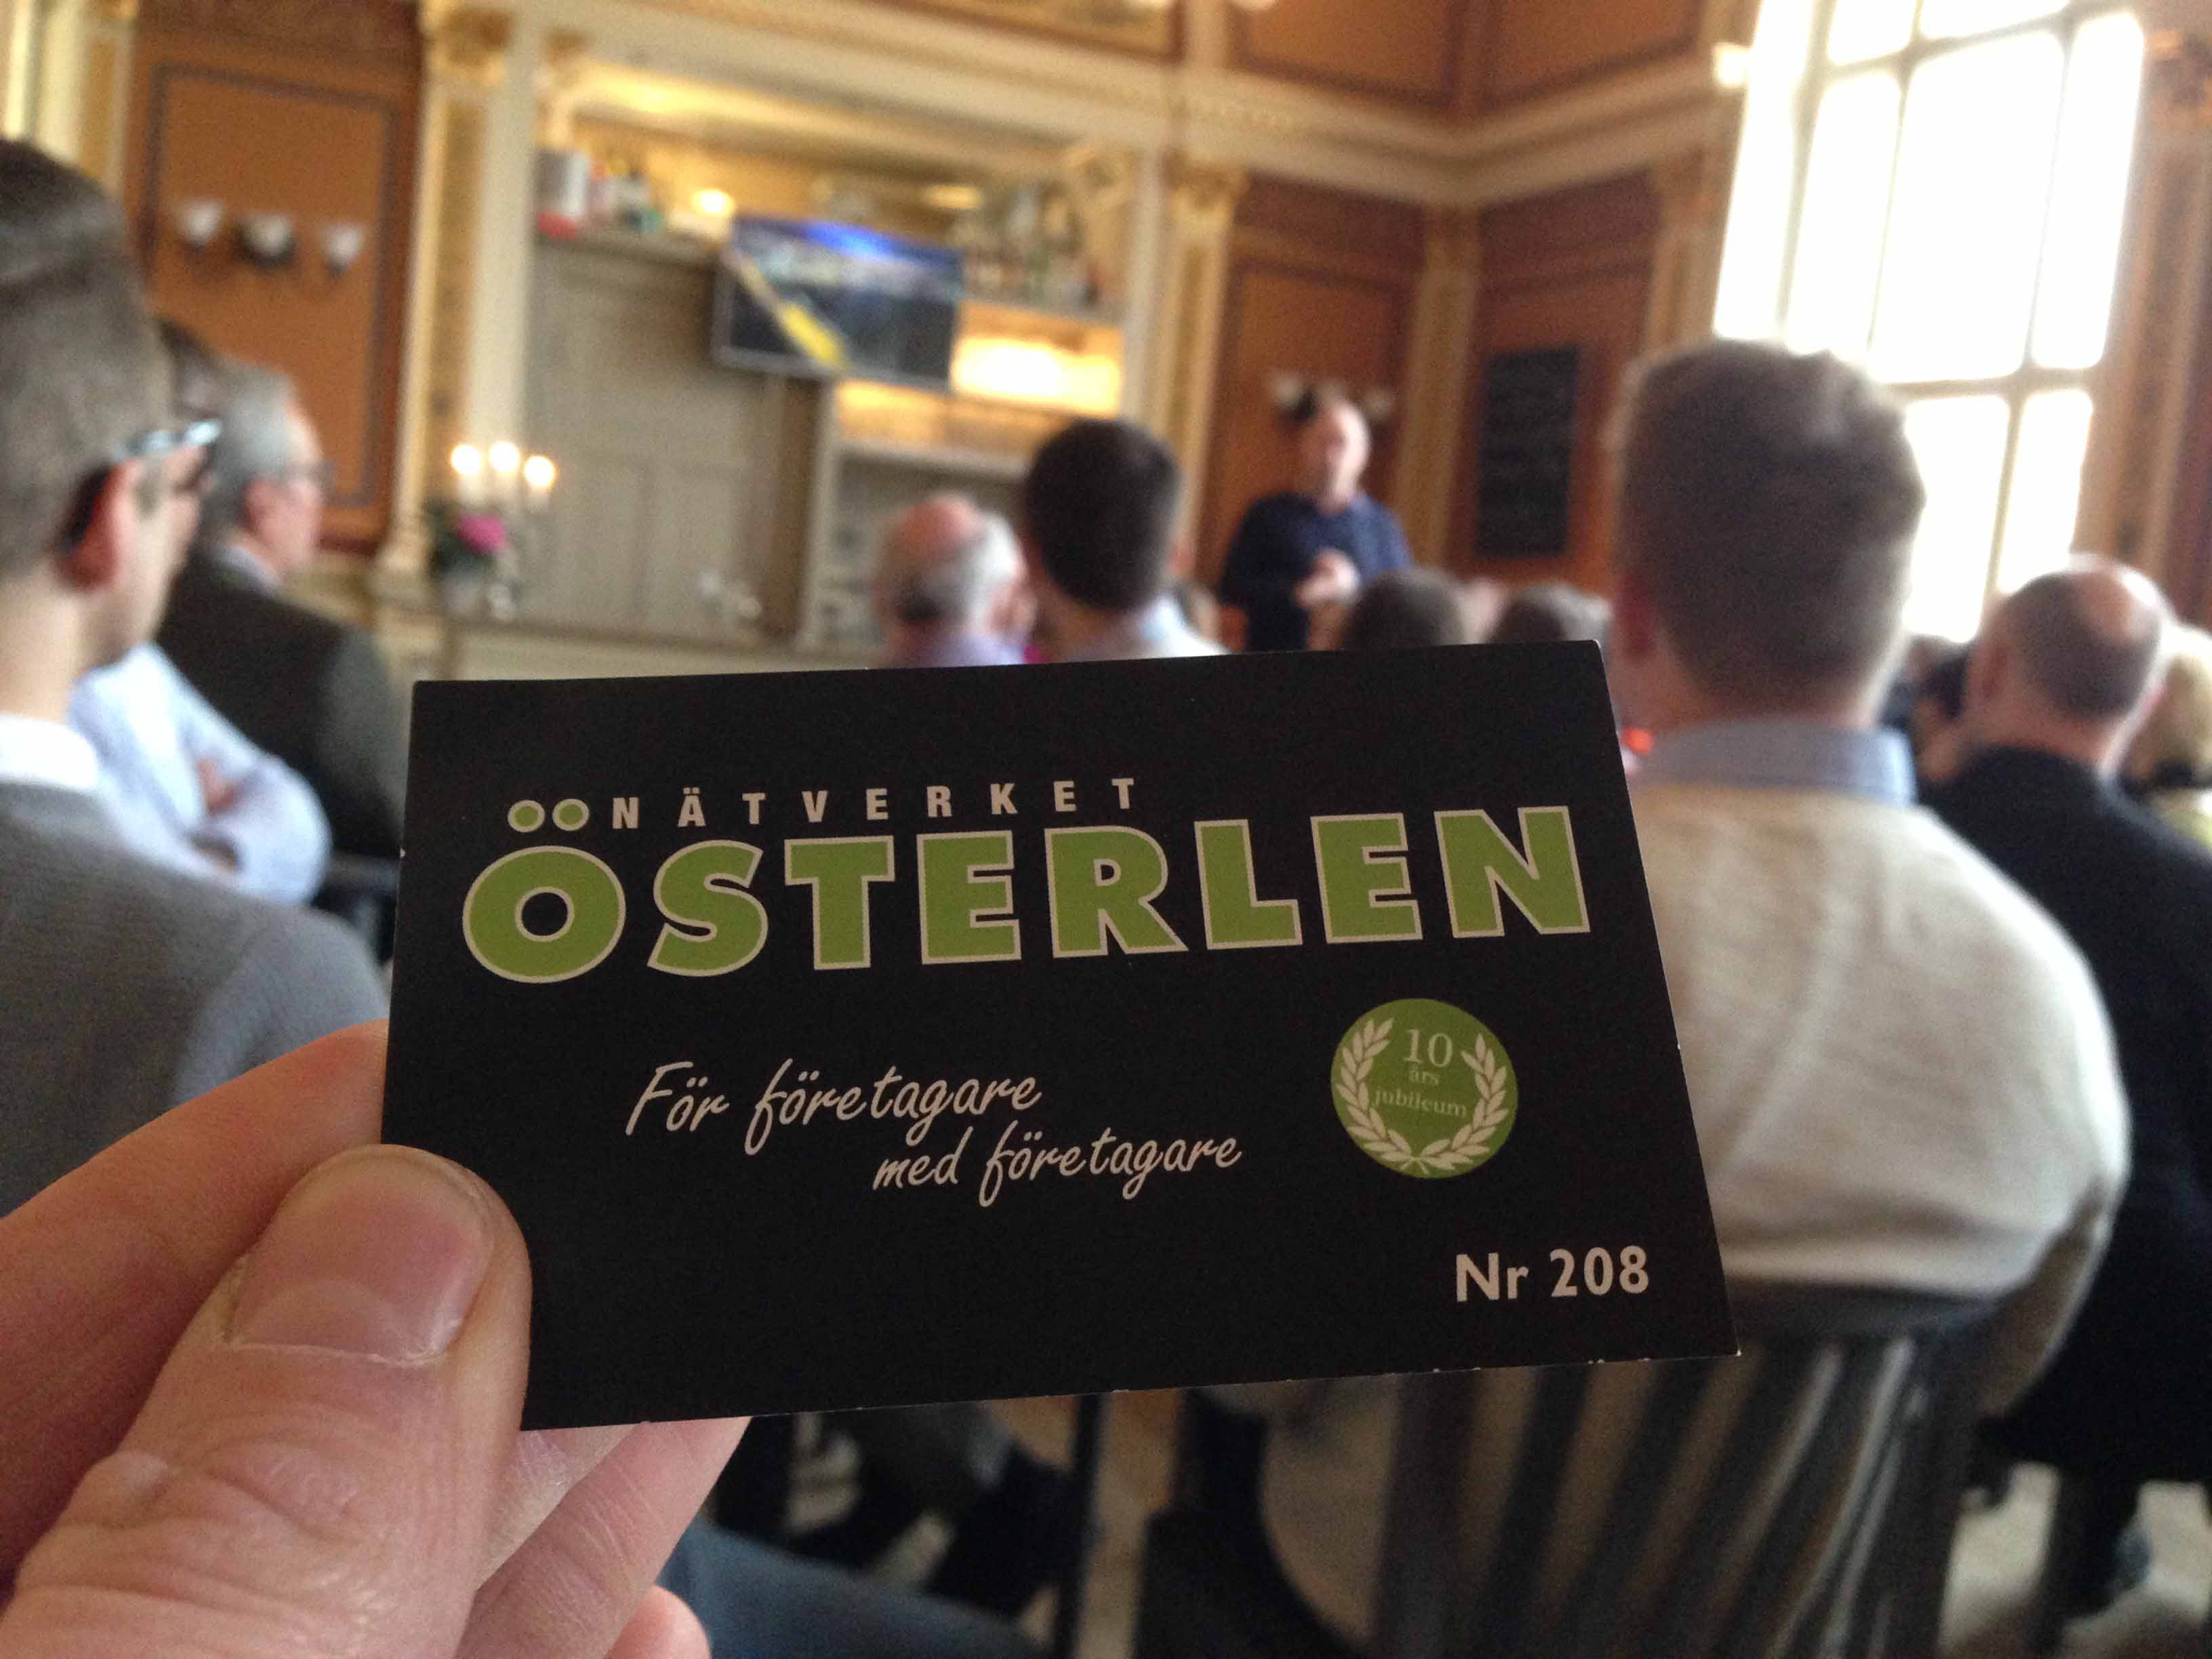 NÄTVERKET
ÖSTERLEN
För företagare
med företagare
10
års
jubileum
Nr 208